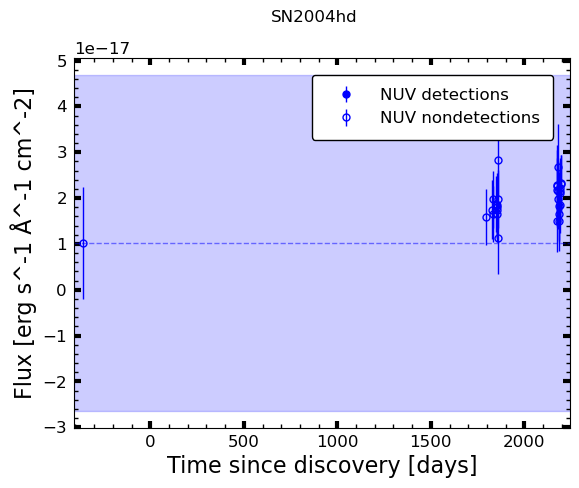 SN2004hd
1e−17
NUV detections
NUV nondetections
5
4
3
2
1
0
−1
−2
−3
Flux [erg s^-1 Å^-1 cm^-2]
0 500 1000 1500 2000
Time since discovery [days]